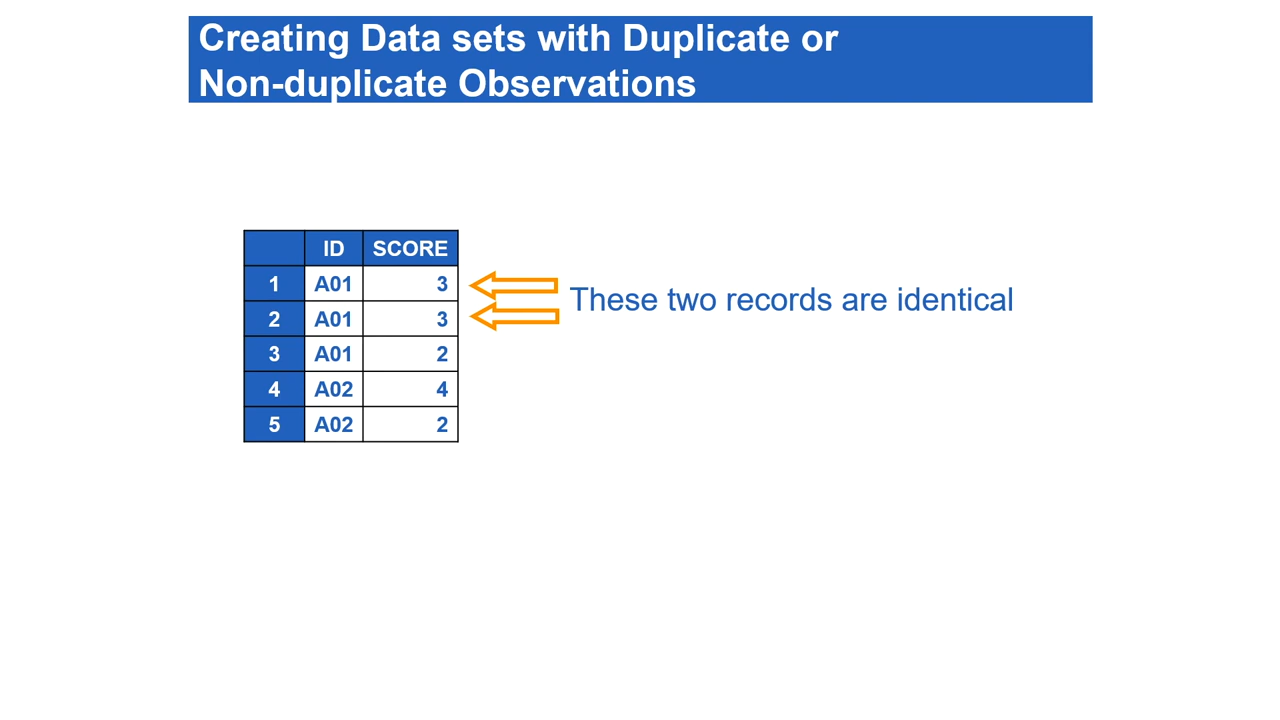 Creating Data sets with Duplicate or
Non-duplicate Observations
ID SCORE
1 A01 3
2 A01 3
These two records are identical
3 A01 2
4 A02 4
5 A02 2